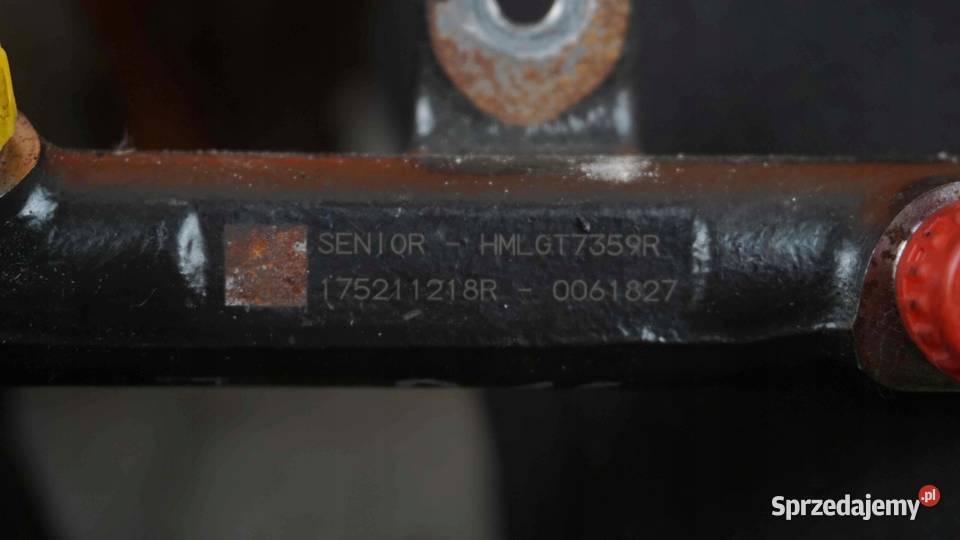 SENIOR - HMLGT7359R
175211218R - 0061827
Sprzedajemy.pl